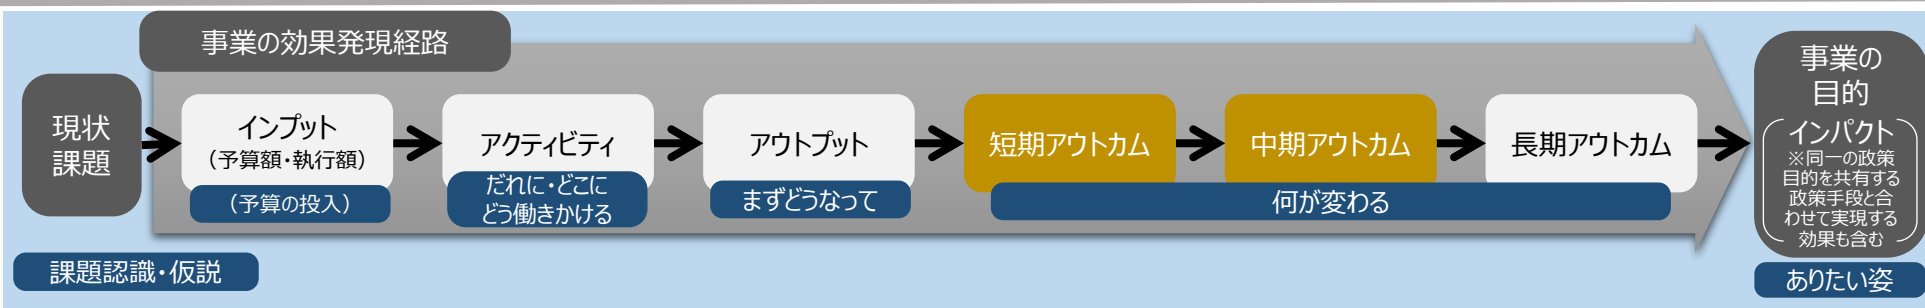 事業の効果発現経路
現状
課題
インプット
（予算額・執行額）
（予算の投入）
アクティビティ
だれに・どこに
どう働きかける
アウトプット
まずどうなって
短期アウトカム
中期アウトカム
長期アウトカム
何が変わる
事業の
目的
インパクト
※同一の政策
目的を共有する
政策手段と合
わせて実現する
効果も含む
課題認識・仮説
ありたい姿